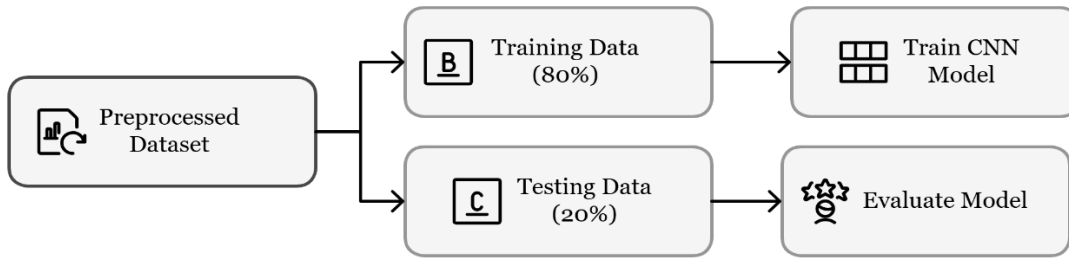 Preprocessed
Dataset
B
Training Data
(80%)
Train CNN
Model
C
Testing Data
(20%)
Evaluate Model